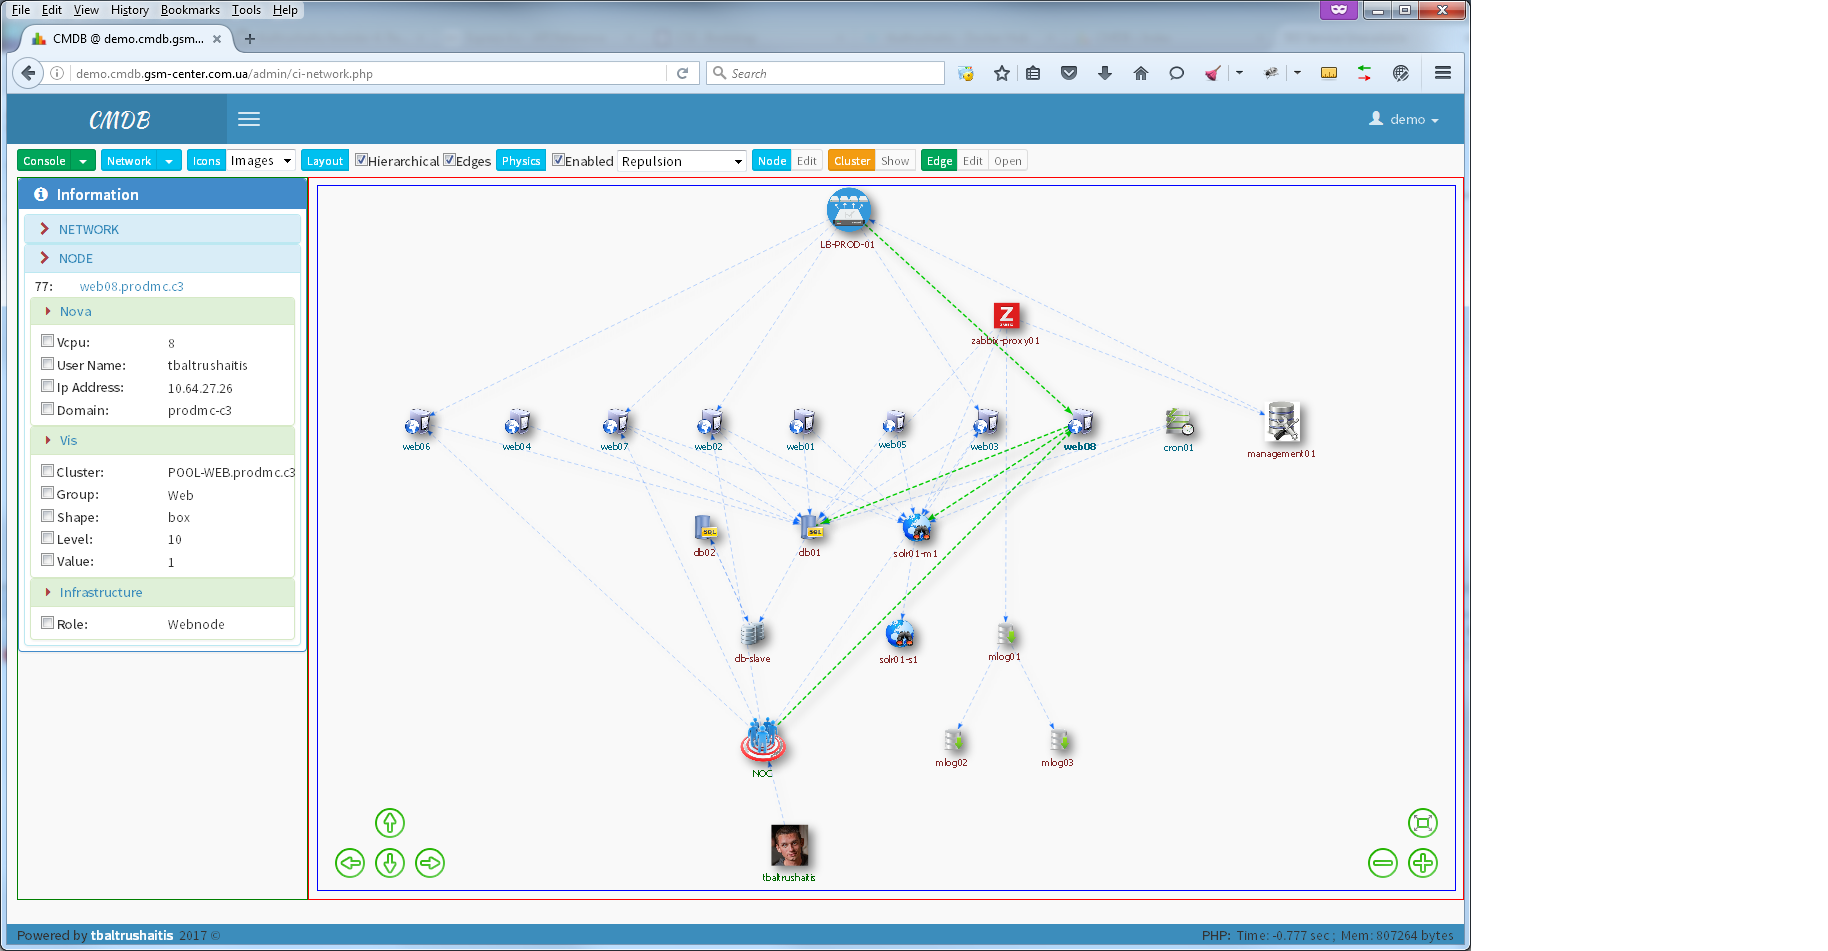 File Edit View History Bookmarks Tools Help
CMDB @ demo.cmdb.gsm...
demo.cmdb.gsm-center.com.ua/admin/ci-network.php
Search
CMDB
demo
Console Network Icons Images Layout Hierarchical Edges Physics Enabled Repulsion Node Edit Cluster Show Edge Edit Open
Information
NETWORK
NODE
77: web08.prodmc.c3
Nova
Vcpu: 8
User Name: tbaltrushaitis
Ip Address: 10.64.27.26
Domain: prodmc-c3
Vis
Cluster: POOL-WEB.prodmc.c3
Group: Web
Shape: box
Level: 10
Value: 1
Infrastructure
Role: Webnode
LB-PROD-01
Z
zabbix-proxy01
web06 web04 web07 web02 web01 web05 web03 web08 cron01 management01
SQL SQL
db02 db01 solr01-m1
db-slave solr01-s1 mlog01
NOC mlog02 mlog03
tbaltrushaitis
Powered by tbaltrushaitis 2017 © PHP: Time: -0.777 sec ; Mem: 807264 bytes